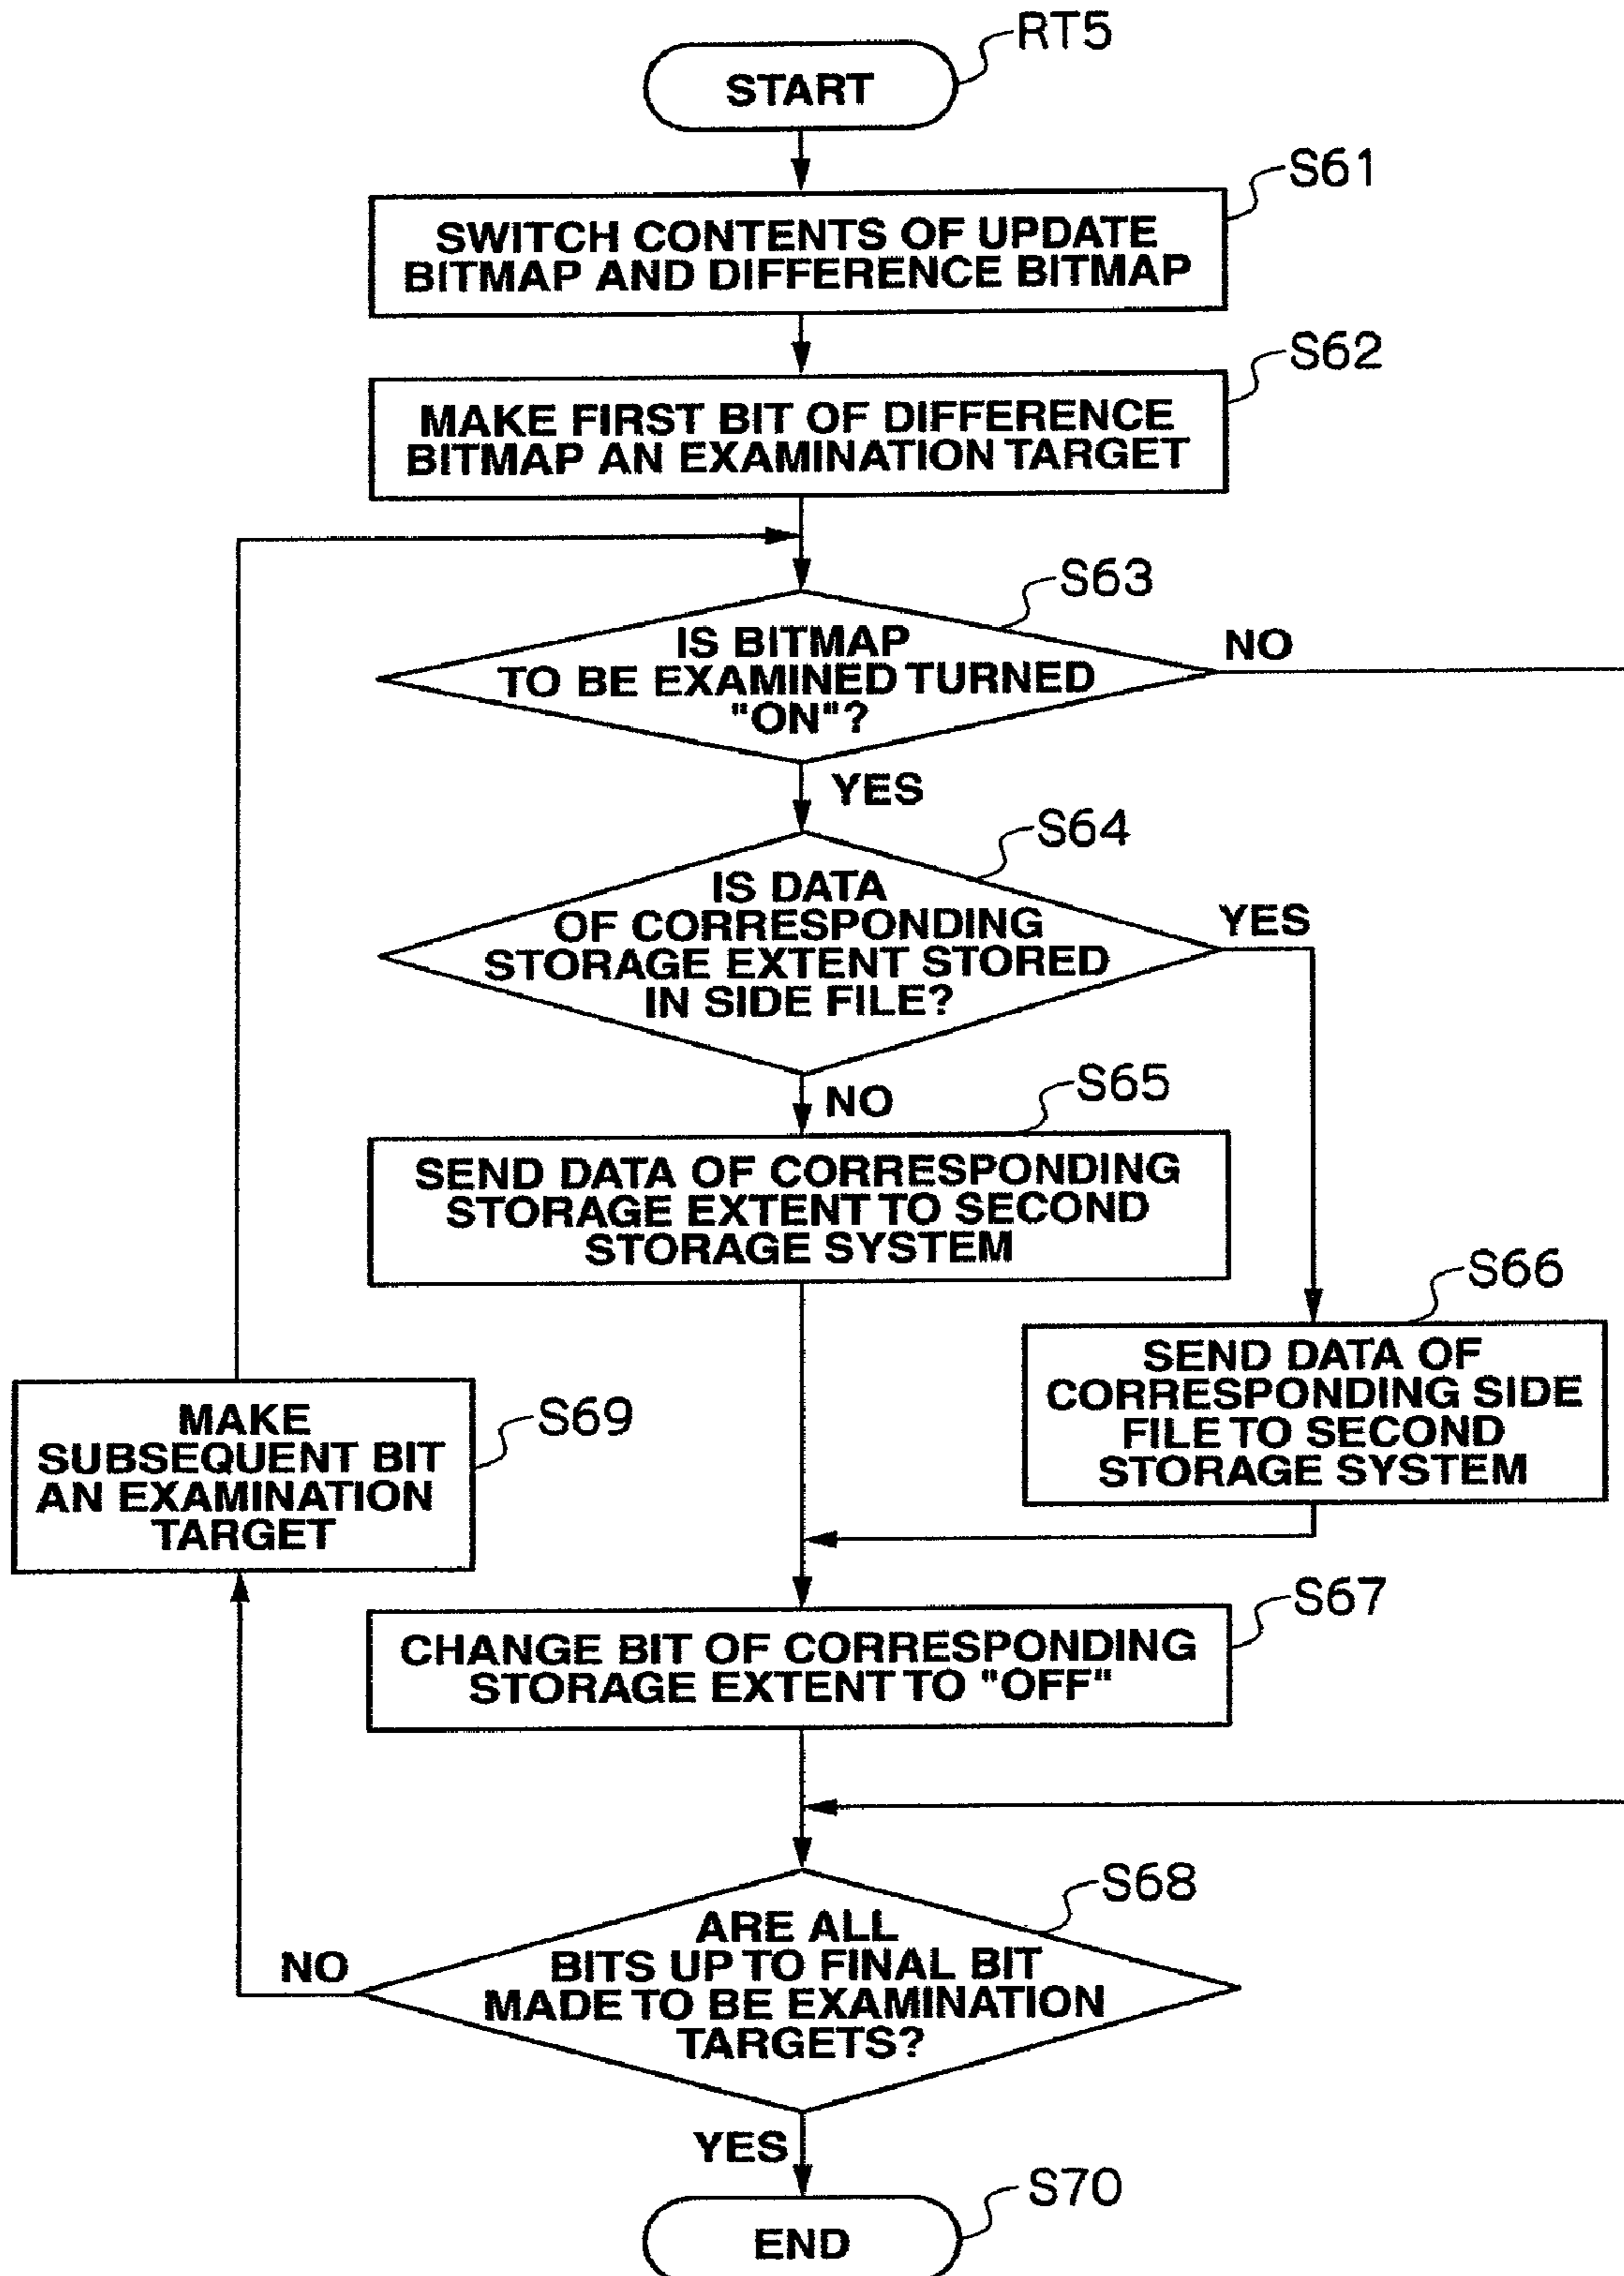 RT5
START
S61
SWITCH CONTENTS OF UPDATE
BITMAP AND DIFFERENCE BITMAP
S62
MAKE FIRST BIT OF DIFFERENCE
BITMAP AN EXAMINATION TARGET
S63
IS BITMAP
TO BE EXAMINED TURNED
"ON"?
NO
YES
S64
IS DATA
OF CORRESPONDING
STORAGE EXTENT STORED
IN SIDE FILE?
YES
NO
S65
SEND DATA OF CORRESPONDING
STORAGE EXTENT TO SECOND
STORAGE SYSTEM
S66
SEND DATA OF
CORRESPONDING SIDE
FILE TO SECOND
STORAGE SYSTEM
S69
MAKE
SUBSEQUENT BIT
AN EXAMINATION
TARGET
S67
CHANGE BIT OF CORRESPONDING
STORAGE EXTENT TO "OFF"
S68
ARE ALL
BITS UP TO FINAL BIT
MADE TO BE EXAMINATION
TARGETS?
NO
YES
S70
END